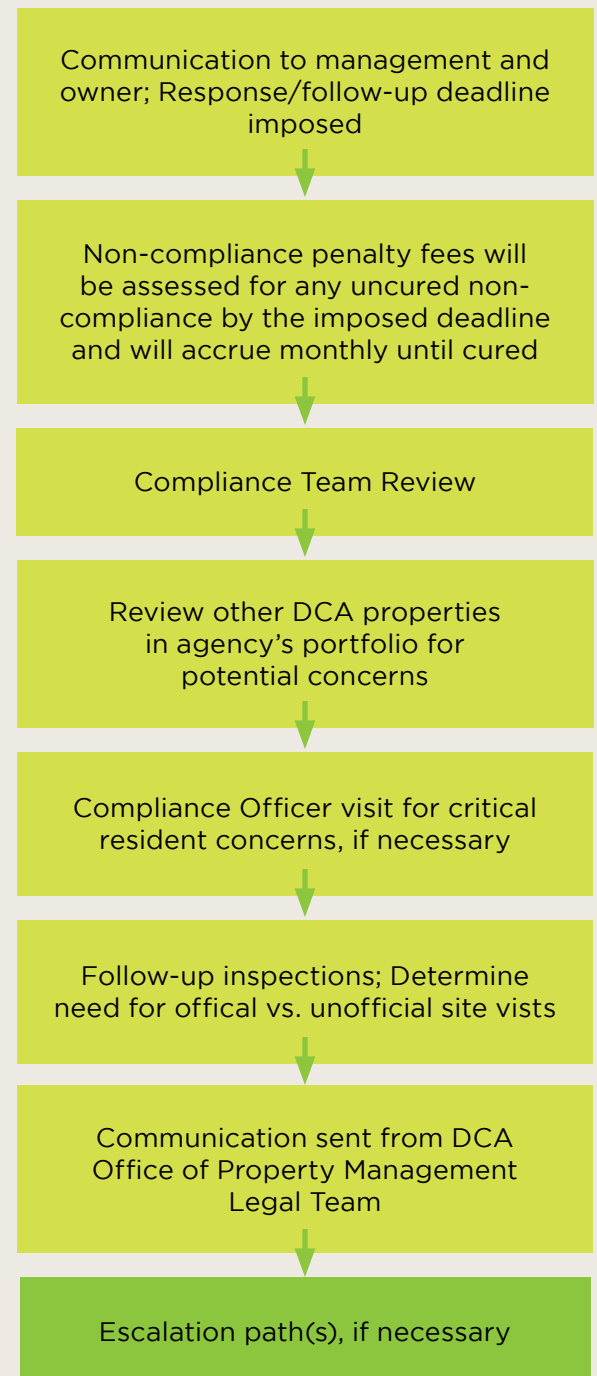 Communication to management and
owner; Response/follow-up deadline
imposed
Non-compliance penalty fees will
be assessed for any uncured non-
compliance by the imposed deadline
and will accrue monthly until cured
Compliance Team Review
Review other DCA properties
in agency’s portfolio for
potential concerns
Compliance Officer visit for critical
resident concerns, if necessary
Follow-up inspections; Determine
need for offical vs. unofficial site vists
Communication sent from DCA
Office of Property Management
Legal Team
Escalation path(s), if necessary